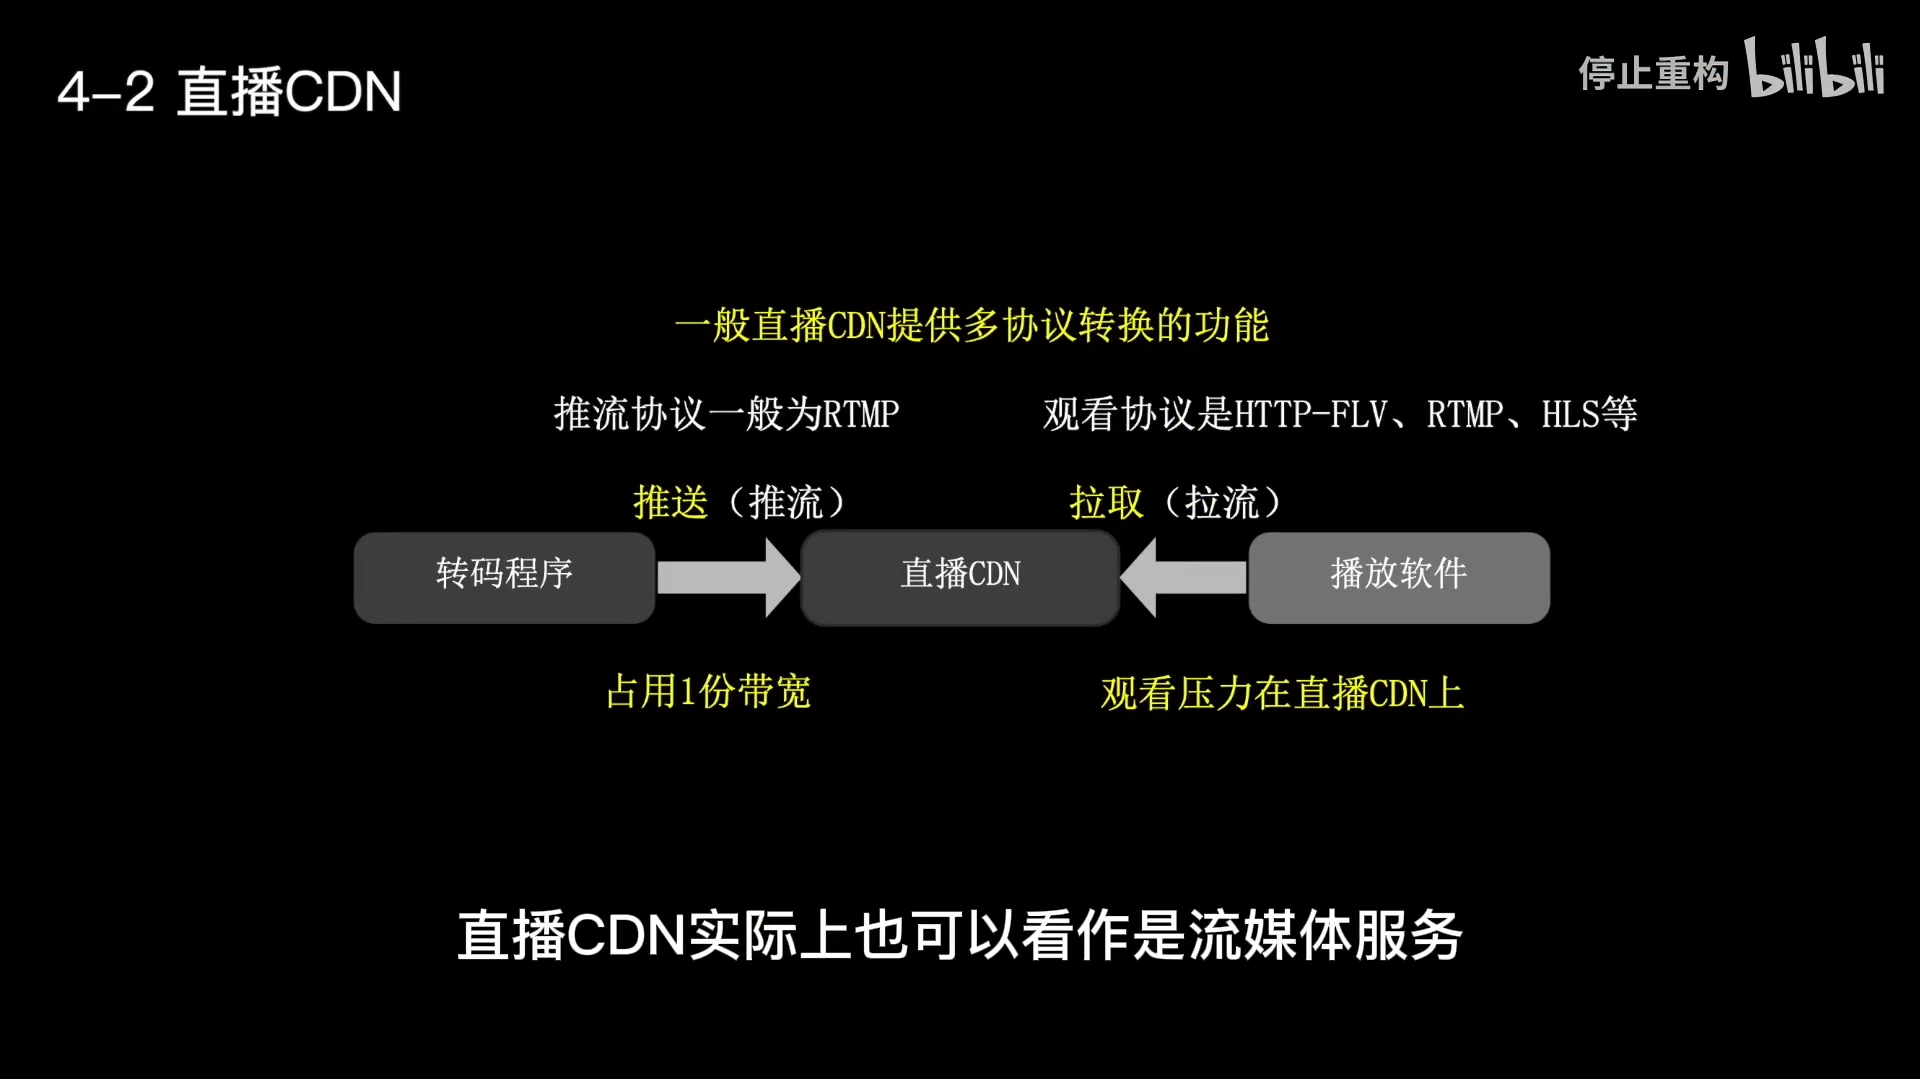 4-2 直播CDN
停止重构 bilibili
一般直播CDN提供多协议转换的功能
推流协议一般为RTMP
观看协议是HTTP-FLV、RTMP、HLS等
推送（推流）
拉取（拉流）
转码程序
直播CDN
播放软件
占用1份带宽
观看压力在直播CDN上
直播CDN实际上也可以看作是流媒体服务